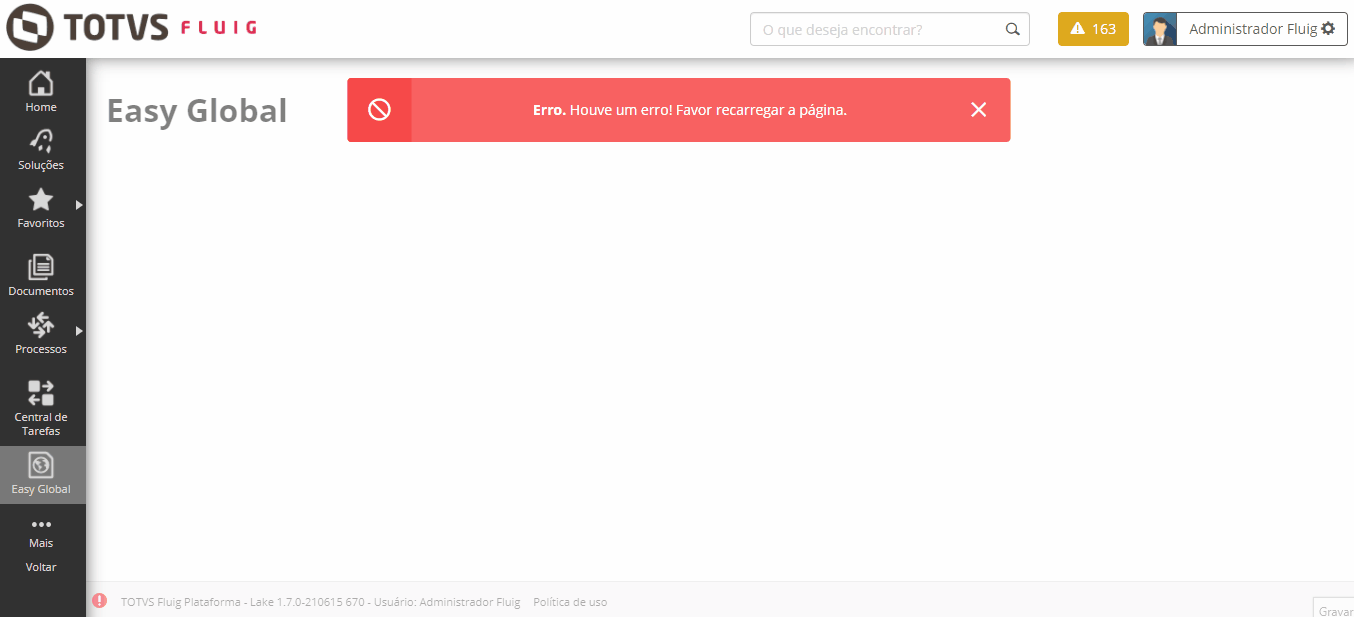 TOTVS FLUIG
O que deseja encontrar?
163
Administrador Fluig
Home
Soluções
Favoritos
Documentos
Processos
Central de
Tarefas
Easy Global
Mais
Voltar
Easy Global
Erro. Houve um erro! Favor recarregar a página.
TOTVS Fluig Plataforma - Lake 1.7.0-210615 670 - Usuário: Administrador Fluig Política de uso
Gravar